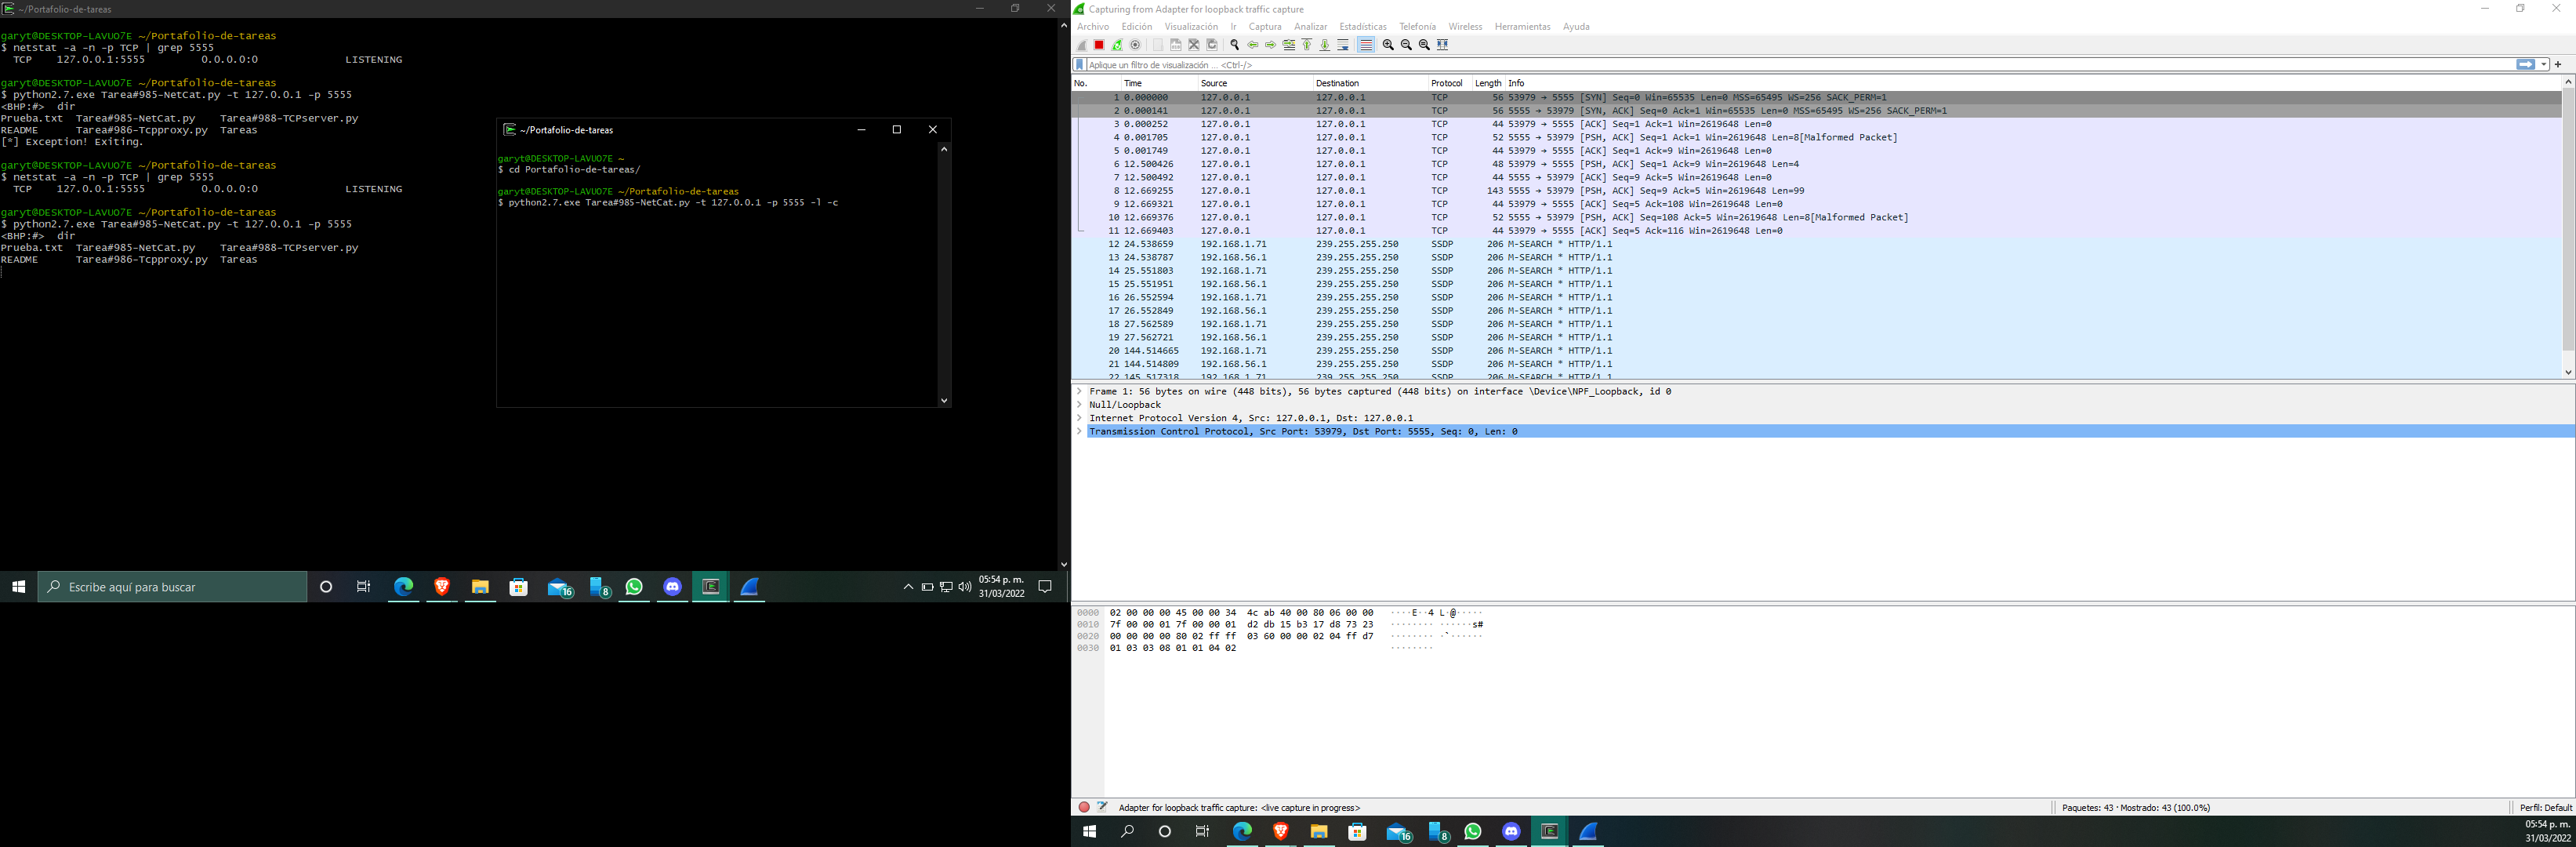 ~/Portafolio-de-tareas
garyt@DESKTOP-LAVUO7E ~/Portafolio-de-tareas
$ netstat -a -n -p TCP | grep 5555
TCP    127.0.0.1:5555         0.0.0.0:0              LISTENING
garyt@DESKTOP-LAVUO7E ~/Portafolio-de-tareas
$ python2.7.exe Tarea#985-NetCat.py -t 127.0.0.1 -p 5555
<BHP:#>  dir
Prueba.txt  Tarea#985-NetCat.py    Tarea#988-TCPserver.py
README      Tarea#986-Tcpproxy.py  Tareas
[*] Exception! Exiting.
garyt@DESKTOP-LAVUO7E ~/Portafolio-de-tareas
$ netstat -a -n -p TCP | grep 5555
TCP    127.0.0.1:5555         0.0.0.0:0              LISTENING
garyt@DESKTOP-LAVUO7E ~/Portafolio-de-tareas
$ python2.7.exe Tarea#985-NetCat.py -t 127.0.0.1 -p 5555
<BHP:#>  dir
Prueba.txt  Tarea#985-NetCat.py    Tarea#988-TCPserver.py
README      Tarea#986-Tcpproxy.py  Tareas
~/Portafolio-de-tareas
garyt@DESKTOP-LAVUO7E ~
$ cd Portafolio-de-tareas/
garyt@DESKTOP-LAVUO7E ~/Portafolio-de-tareas
$ python2.7.exe Tarea#985-NetCat.py -t 127.0.0.1 -p 5555 -l -c
Escribe aquí para buscar
16
8
05:54 p. m.
31/03/2022
Capturing from Adapter for loopback traffic capture
Archivo Edición Visualización Ir Captura Analizar Estadísticas Telefonía Wireless Herramientas Ayuda
Aplique un filtro de visualización ... <Ctrl-/>
No. Time Source Destination Protocol Length Info
1 0.000000 127.0.0.1 127.0.0.1 TCP 56 53979 → 5555 [SYN] Seq=0 Win=65535 Len=0 MSS=65495 WS=256 SACK_PERM=1
2 0.000141 127.0.0.1 127.0.0.1 TCP 56 5555 → 53979 [SYN, ACK] Seq=0 Ack=1 Win=65535 Len=0 MSS=65495 WS=256 SACK_PERM=1
3 0.000252 127.0.0.1 127.0.0.1 TCP 44 53979 → 5555 [ACK] Seq=1 Ack=1 Win=2619648 Len=0
4 0.001705 127.0.0.1 127.0.0.1 TCP 52 5555 → 53979 [PSH, ACK] Seq=1 Ack=1 Win=2619648 Len=8[Malformed Packet]
5 0.001749 127.0.0.1 127.0.0.1 TCP 44 53979 → 5555 [ACK] Seq=1 Ack=9 Win=2619648 Len=0
6 12.500426 127.0.0.1 127.0.0.1 TCP 48 53979 → 5555 [PSH, ACK] Seq=1 Ack=9 Win=2619648 Len=4
7 12.500492 127.0.0.1 127.0.0.1 TCP 44 5555 → 53979 [ACK] Seq=9 Ack=5 Win=2619648 Len=0
8 12.669255 127.0.0.1 127.0.0.1 TCP 143 5555 → 53979 [PSH, ACK] Seq=9 Ack=5 Win=2619648 Len=99
9 12.669321 127.0.0.1 127.0.0.1 TCP 44 53979 → 5555 [ACK] Seq=5 Ack=108 Win=2619648 Len=0
10 12.669376 127.0.0.1 127.0.0.1 TCP 52 5555 → 53979 [PSH, ACK] Seq=108 Ack=5 Win=2619648 Len=8[Malformed Packet]
11 12.669403 127.0.0.1 127.0.0.1 TCP 44 53979 → 5555 [ACK] Seq=5 Ack=116 Win=2619648 Len=0
12 24.538659 192.168.1.71 239.255.255.250 SSDP 206 M-SEARCH * HTTP/1.1
13 24.538787 192.168.56.1 239.255.255.250 SSDP 206 M-SEARCH * HTTP/1.1
14 25.551803 192.168.1.71 239.255.255.250 SSDP 206 M-SEARCH * HTTP/1.1
15 25.551951 192.168.56.1 239.255.255.250 SSDP 206 M-SEARCH * HTTP/1.1
16 26.552594 192.168.1.71 239.255.255.250 SSDP 206 M-SEARCH * HTTP/1.1
17 26.552849 192.168.56.1 239.255.255.250 SSDP 206 M-SEARCH * HTTP/1.1
18 27.562589 192.168.1.71 239.255.255.250 SSDP 206 M-SEARCH * HTTP/1.1
19 27.562721 192.168.56.1 239.255.255.250 SSDP 206 M-SEARCH * HTTP/1.1
20 144.514665 192.168.1.71 239.255.255.250 SSDP 206 M-SEARCH * HTTP/1.1
21 144.514809 192.168.56.1 239.255.255.250 SSDP 206 M-SEARCH * HTTP/1.1
22 145.517318 192.168.1.71 239.255.255.250 SSDP 206 M-SEARCH * HTTP/1.1
Frame 1: 56 bytes on wire (448 bits), 56 bytes captured (448 bits) on interface \Device\NPF_Loopback, id 0
Null/Loopback
Internet Protocol Version 4, Src: 127.0.0.1, Dst: 127.0.0.1
Transmission Control Protocol, Src Port: 53979, Dst Port: 5555, Seq: 0, Len: 0
0000 02 00 00 00 45 00 00 34 4c ab 40 00 80 06 00 00 ····E··4 L·@·····
0010 7f 00 00 01 7f 00 00 01 d2 db 15 b3 17 d8 73 23 ········ ······s#
0020 00 00 00 00 80 02 ff ff 03 60 00 00 02 04 ff d7 ········ ·`······
0030 01 03 03 08 01 01 04 02 ········
Adapter for loopback traffic capture: <live capture in progress>
Paquetes: 43 · Mostrado: 43 (100.0%)
Perfil: Default
16
8
05:54 p. m.
31/03/2022